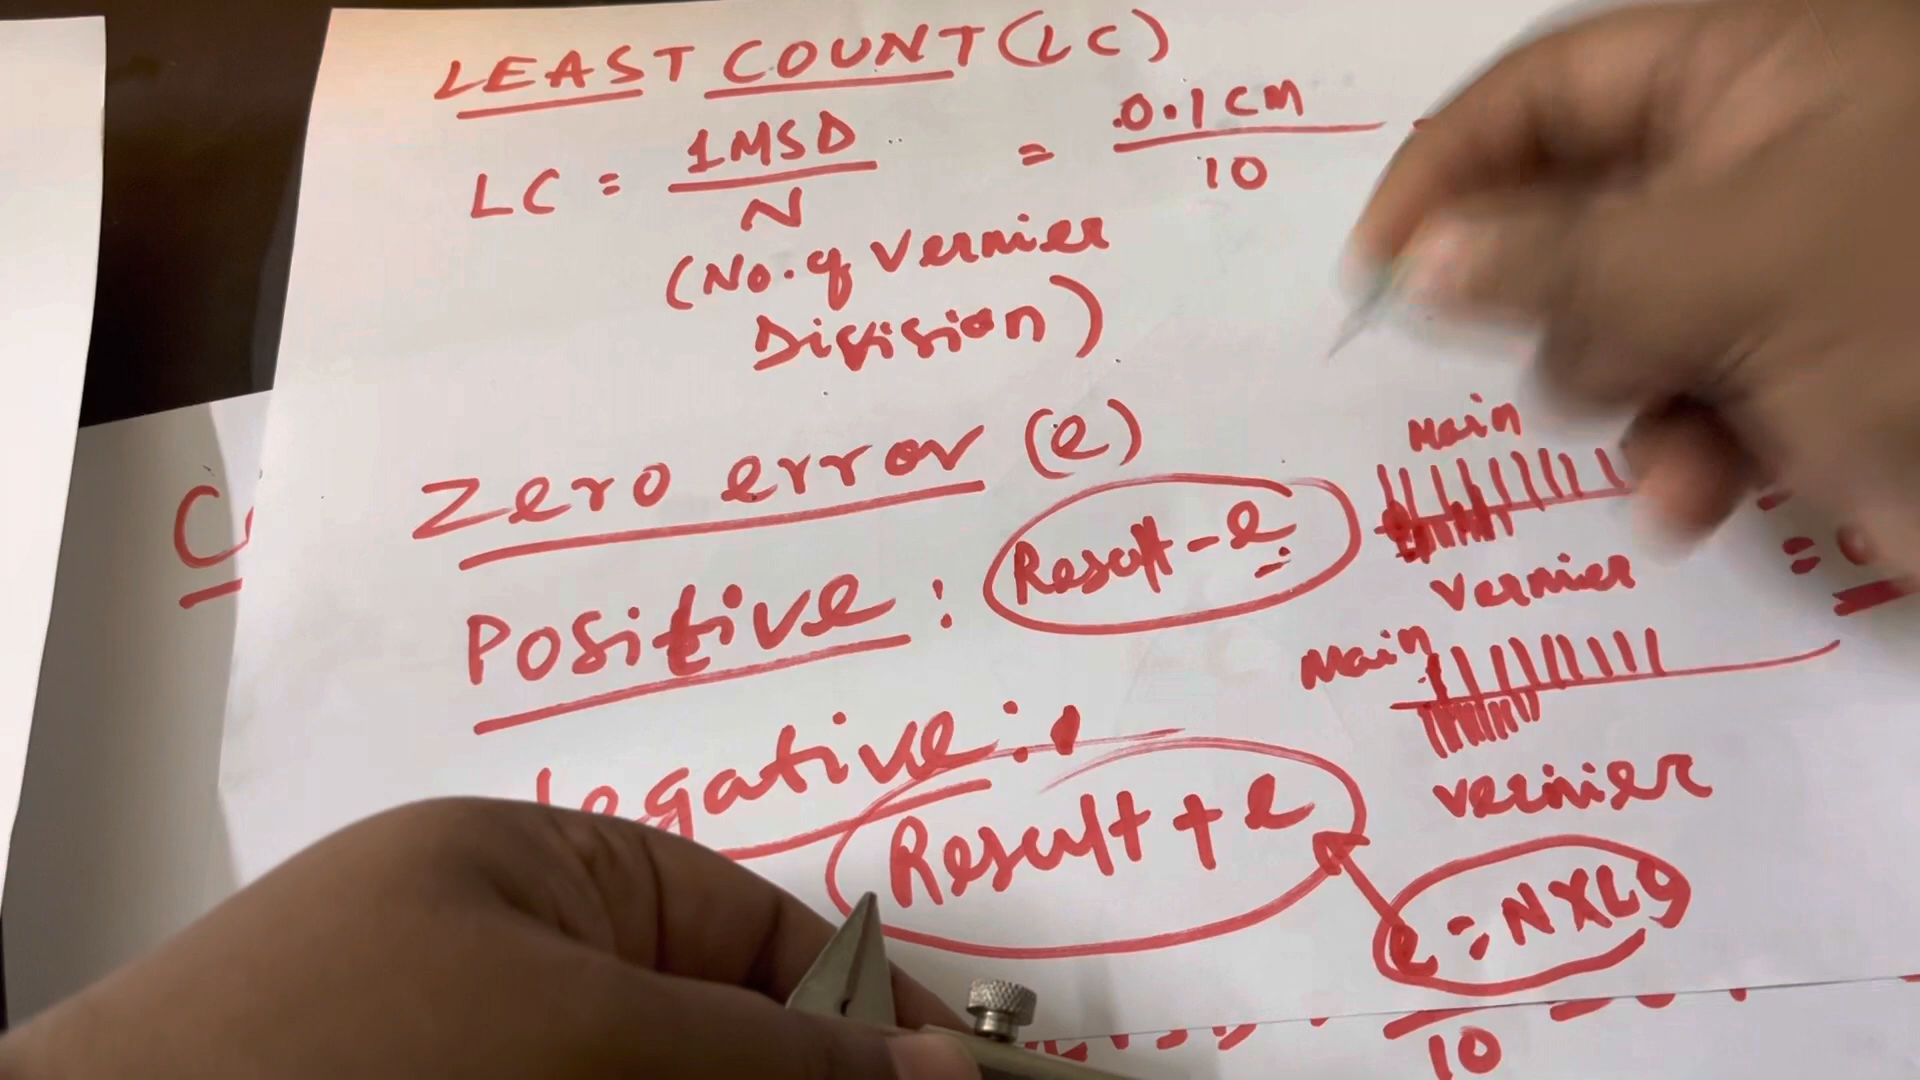 LEAST COUNT (LC)
LC = 1MSD / N = 0.1 CM / 10
(No. of Vernier
Division)
Zero error (e)
Main
Positive : Result - e
Vernier
Main
Negative :
Vernier
Result + e
e = N X LC
10